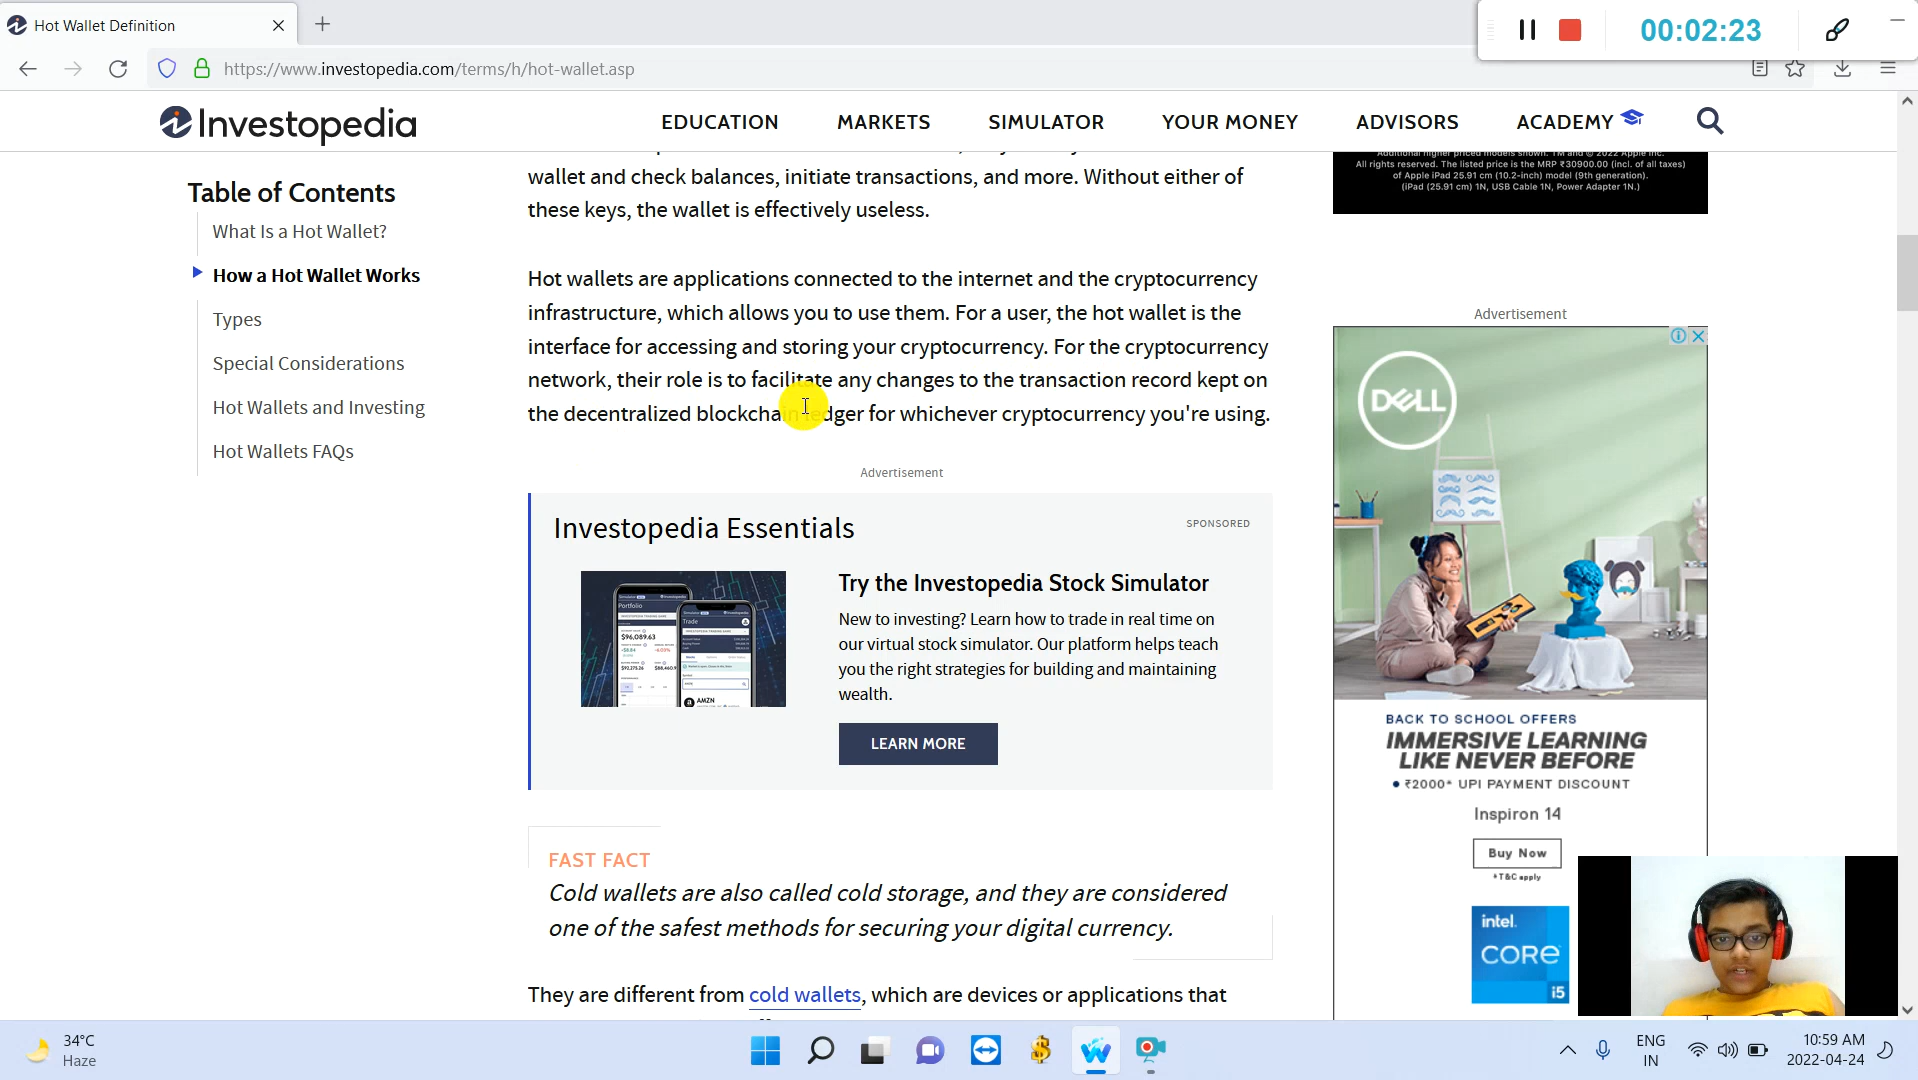 Hot Wallet Definition
00:02:23
https://www.investopedia.com/terms/h/hot-wallet.asp
Investopedia
EDUCATION
MARKETS
SIMULATOR
YOUR MONEY
ADVISORS
ACADEMY
Table of Contents
What Is a Hot Wallet?
How a Hot Wallet Works
Types
Special Considerations
Hot Wallets and Investing
Hot Wallets FAQs
wallet and check balances, initiate transactions, and more. Without either of
these keys, the wallet is effectively useless.
Hot wallets are applications connected to the internet and the cryptocurrency
infrastructure, which allows you to use them. For a user, the hot wallet is the
interface for accessing and storing your cryptocurrency. For the cryptocurrency
network, their role is to facilitate any changes to the transaction record kept on
the decentralized blockchain ledger for whichever cryptocurrency you're using.
Advertisement
Investopedia Essentials
SPONSORED
Portfolio
$96,089.63
Trade
AMZN
Try the Investopedia Stock Simulator
New to investing? Learn how to trade in real time on
our virtual stock simulator. Our platform helps teach
you the right strategies for building and maintaining
wealth.
LEARN MORE
FAST FACT
Cold wallets are also called cold storage, and they are considered
one of the safest methods for securing your digital currency.
They are different from cold wallets, which are devices or applications that
Additional higher priced models shown. TM and © 2022 Apple Inc.
All rights reserved. The listed price is the MRP ₹30900.00 (incl. of all taxes)
of Apple iPad 25.91 cm (10.2-inch) model (9th generation).
(iPad (25.91 cm) 1N, USB Cable 1N, Power Adapter 1N.)
Advertisement
DELL
BACK TO SCHOOL OFFERS
IMMERSIVE LEARNING
LIKE NEVER BEFORE
• ₹2000* UPI PAYMENT DISCOUNT
Inspiron 14
Buy Now
*T&C apply
intel.
CORE
i5
34°C
Haze
ENG
IN
10:59 AM
2022-04-24